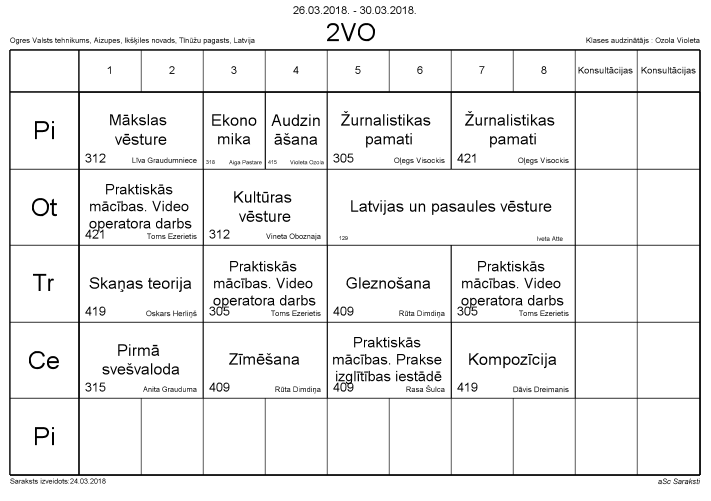 26.03.2018. - 30.03.2018.
2VO
Ogres Valsts tehnikums, Aizupes, Ikšķiles novads, Tīnūžu pagasts, Latvija
Klases audzinātājs : Ozola Violeta
1 2 3 4 5 6 7 8 Konsultācijas Konsultācijas
Pi
Mākslas
vēsture
312 Līva Graudumniece
Ekono
mika
318 Aiga Pastare
Audzin
āšana
415 Violeta Ozola
Žurnalistikas
pamati
305 Oļegs Visockis
Žurnalistikas
pamati
421 Oļegs Visockis
Ot
Praktiskās
mācības. Video
operatora darbs
421 Toms Ezerietis
Kultūras
vēsture
312 Vineta Oboznaja
Latvijas un pasaules vēsture
129 Iveta Atte
Tr
Skaņas teorija
419 Oskars Herliņš
Praktiskās
mācības. Video
operatora darbs
305 Toms Ezerietis
Gleznošana
409 Rūta Dimdiņa
Praktiskās
mācības. Video
operatora darbs
305 Toms Ezerietis
Ce
Pirmā
svešvaloda
315 Anita Grauduma
Zīmēšana
409 Rūta Dimdiņa
Praktiskās
mācības. Prakse
izglītības iestādē
409 Rasa Šulca
Kompozīcija
419 Dāvis Dreimanis
Pi
Saraksts izveidots:24.03.2018
aSc Saraksti